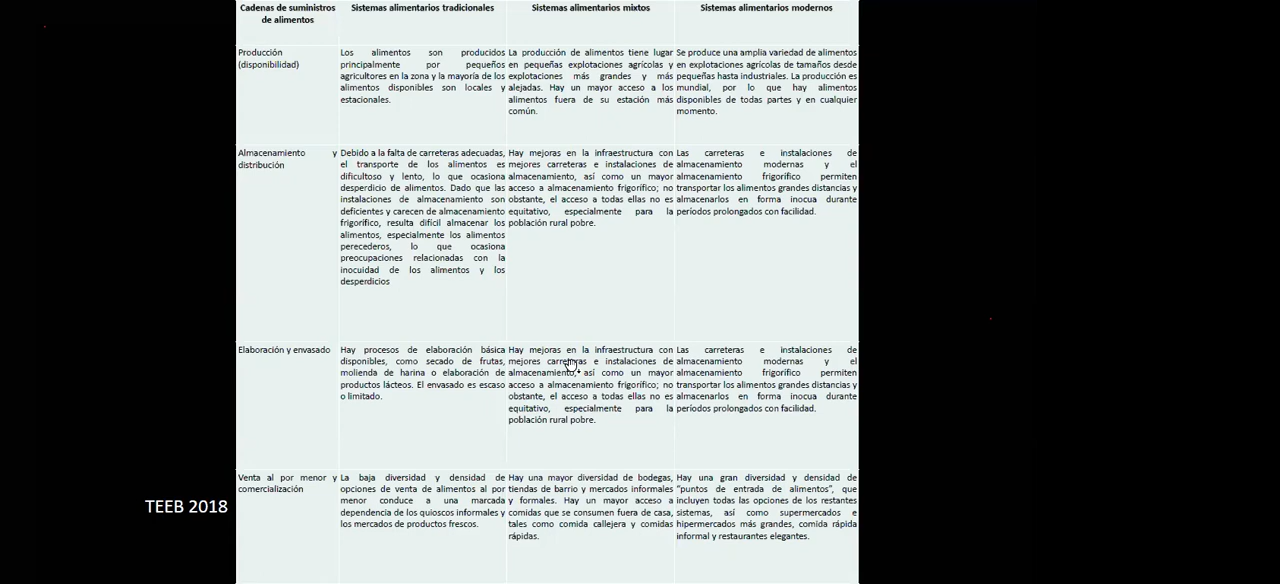 Cadenas de suministros
de alimentos
Sistemas alimentarios tradicionales
Sistemas alimentarios mixtos
Sistemas alimentarios modernos
Producción
(disponibilidad)
Los alimentos son producidos
principalmente por pequeños
agricultores en la zona y la mayoría de los
alimentos disponibles son locales y
estacionales.
La producción de alimentos tiene lugar
en pequeñas explotaciones agrícolas y
explotaciones más grandes y más
alejadas. Hay un mayor acceso a los
alimentos fuera de su estación más
común.
Se produce una amplia variedad de alimentos
en explotaciones agrícolas de tamaños desde
pequeñas hasta industriales. La producción es
mundial, por lo que hay alimentos
disponibles de todas partes y en cualquier
momento.
Almacenamiento y
distribución
Debido a la falta de carreteras adecuadas,
el transporte de los alimentos es
dificultoso y lento, lo que ocasiona
desperdicio de alimentos. Dado que las
instalaciones de almacenamiento son
deficientes y carecen de almacenamiento
frigorífico, resulta difícil almacenar los
alimentos, especialmente los alimentos
perecederos, lo que ocasiona
preocupaciones relacionadas con la
inocuidad de los alimentos y los
desperdicios
Hay mejoras en la infraestructura con
mejores carreteras e instalaciones de
almacenamiento, así como un mayor
acceso a almacenamiento frigorífico; no
obstante, el acceso a todas ellas no es
equitativo, especialmente para la
población rural pobre.
Las carreteras e instalaciones de
almacenamiento modernas y el
almacenamiento frigorífico permiten
transportar los alimentos grandes distancias y
almacenarlos en forma inocua durante
períodos prolongados con facilidad.
Elaboración y envasado
Hay procesos de elaboración básica
disponibles, como secado de frutas,
molienda de harina o elaboración de
productos lácteos. El envasado es escaso
o limitado.
Hay mejoras en la infraestructura con
mejores carreteras e instalaciones de
almacenamiento, así como un mayor
acceso a almacenamiento frigorífico; no
obstante, el acceso a todas ellas no es
equitativo, especialmente para la
población rural pobre.
Las carreteras e instalaciones de
almacenamiento modernas y el
almacenamiento frigorífico permiten
transportar los alimentos grandes distancias y
almacenarlos en forma inocua durante
períodos prolongados con facilidad.
Venta al por menor y
comercialización
La baja diversidad y densidad de
opciones de venta de alimentos al por
menor conduce a una marcada
dependencia de los quioscos informales y
los mercados de productos frescos.
Hay una mayor diversidad de bodegas,
tiendas de barrio y mercados informales
y formales. Hay un mayor acceso a
comidas que se consumen fuera de casa,
tales como comida callejera y comidas
rápidas.
Hay una gran diversidad y densidad de
“puntos de entrada de alimentos”, que
incluyen todas las opciones de los restantes
sistemas, así como supermercados e
hipermercados más grandes, comida rápida
informal y restaurantes elegantes.
TEEB 2018